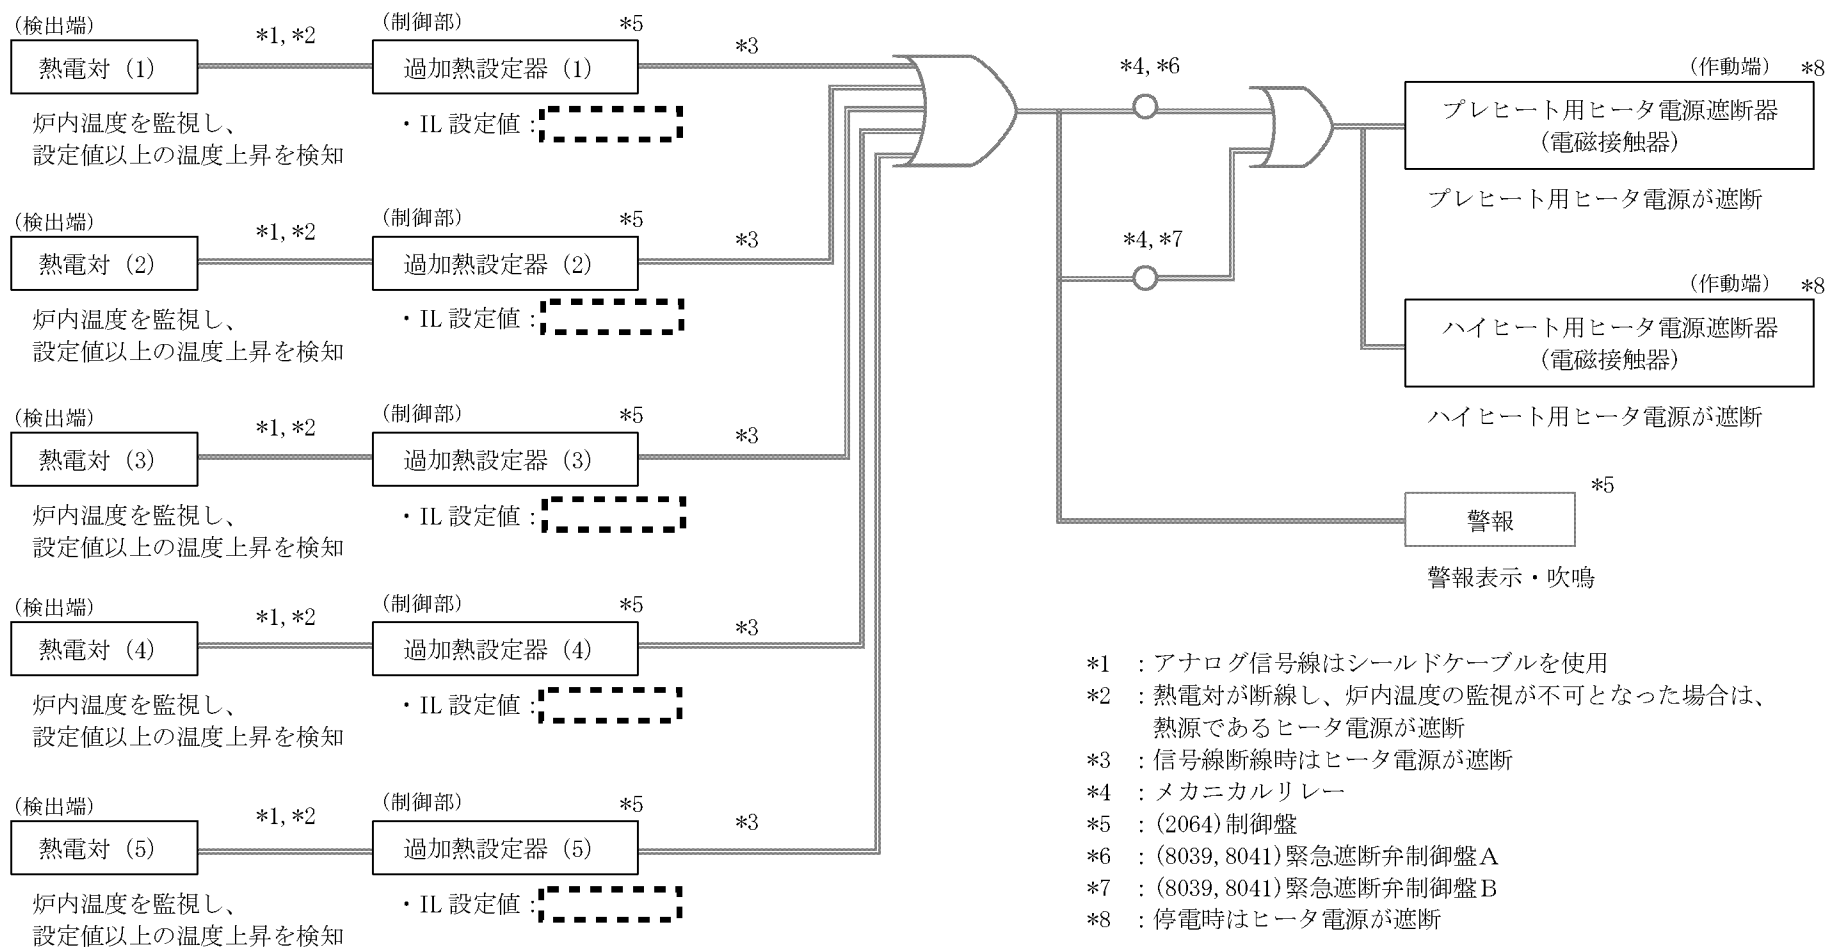 (検出端)
*1, *2
(制御部)
*5
熱電対 (1)
過加熱設定器 (1)
*3
炉内温度を監視し、
設定値以上の温度上昇を検知
・IL 設定値：
(検出端)
*1, *2
(制御部)
*5
熱電対 (2)
過加熱設定器 (2)
*3
炉内温度を監視し、
設定値以上の温度上昇を検知
・IL 設定値：
(検出端)
*1, *2
(制御部)
*5
熱電対 (3)
過加熱設定器 (3)
*3
炉内温度を監視し、
設定値以上の温度上昇を検知
・IL 設定値：
(検出端)
*1, *2
(制御部)
*5
熱電対 (4)
過加熱設定器 (4)
*3
炉内温度を監視し、
設定値以上の温度上昇を検知
・IL 設定値：
(検出端)
*1, *2
(制御部)
*5
熱電対 (5)
過加熱設定器 (5)
*3
炉内温度を監視し、
設定値以上の温度上昇を検知
・IL 設定値：
*4, *6
*4, *7
(作動端)
*8
プレヒート用ヒータ電源遮断器
(電磁接触器)
プレヒート用ヒータ電源が遮断
(作動端)
*8
ハイヒート用ヒータ電源遮断器
(電磁接触器)
ハイヒート用ヒータ電源が遮断
*5
警報
警報表示・吹鳴
*1 ：アナログ信号線はシールドケーブルを使用
*2 ：熱電対が断線し、炉内温度の監視が不可となった場合は、
熱源であるヒータ電源が遮断
*3 ：信号線断線時はヒータ電源が遮断
*4 ：メカニカルリレー
*5 ：(2064)制御盤
*6 ：(8039, 8041)緊急遮断弁制御盤A
*7 ：(8039, 8041)緊急遮断弁制御盤B
*8 ：停電時はヒータ電源が遮断